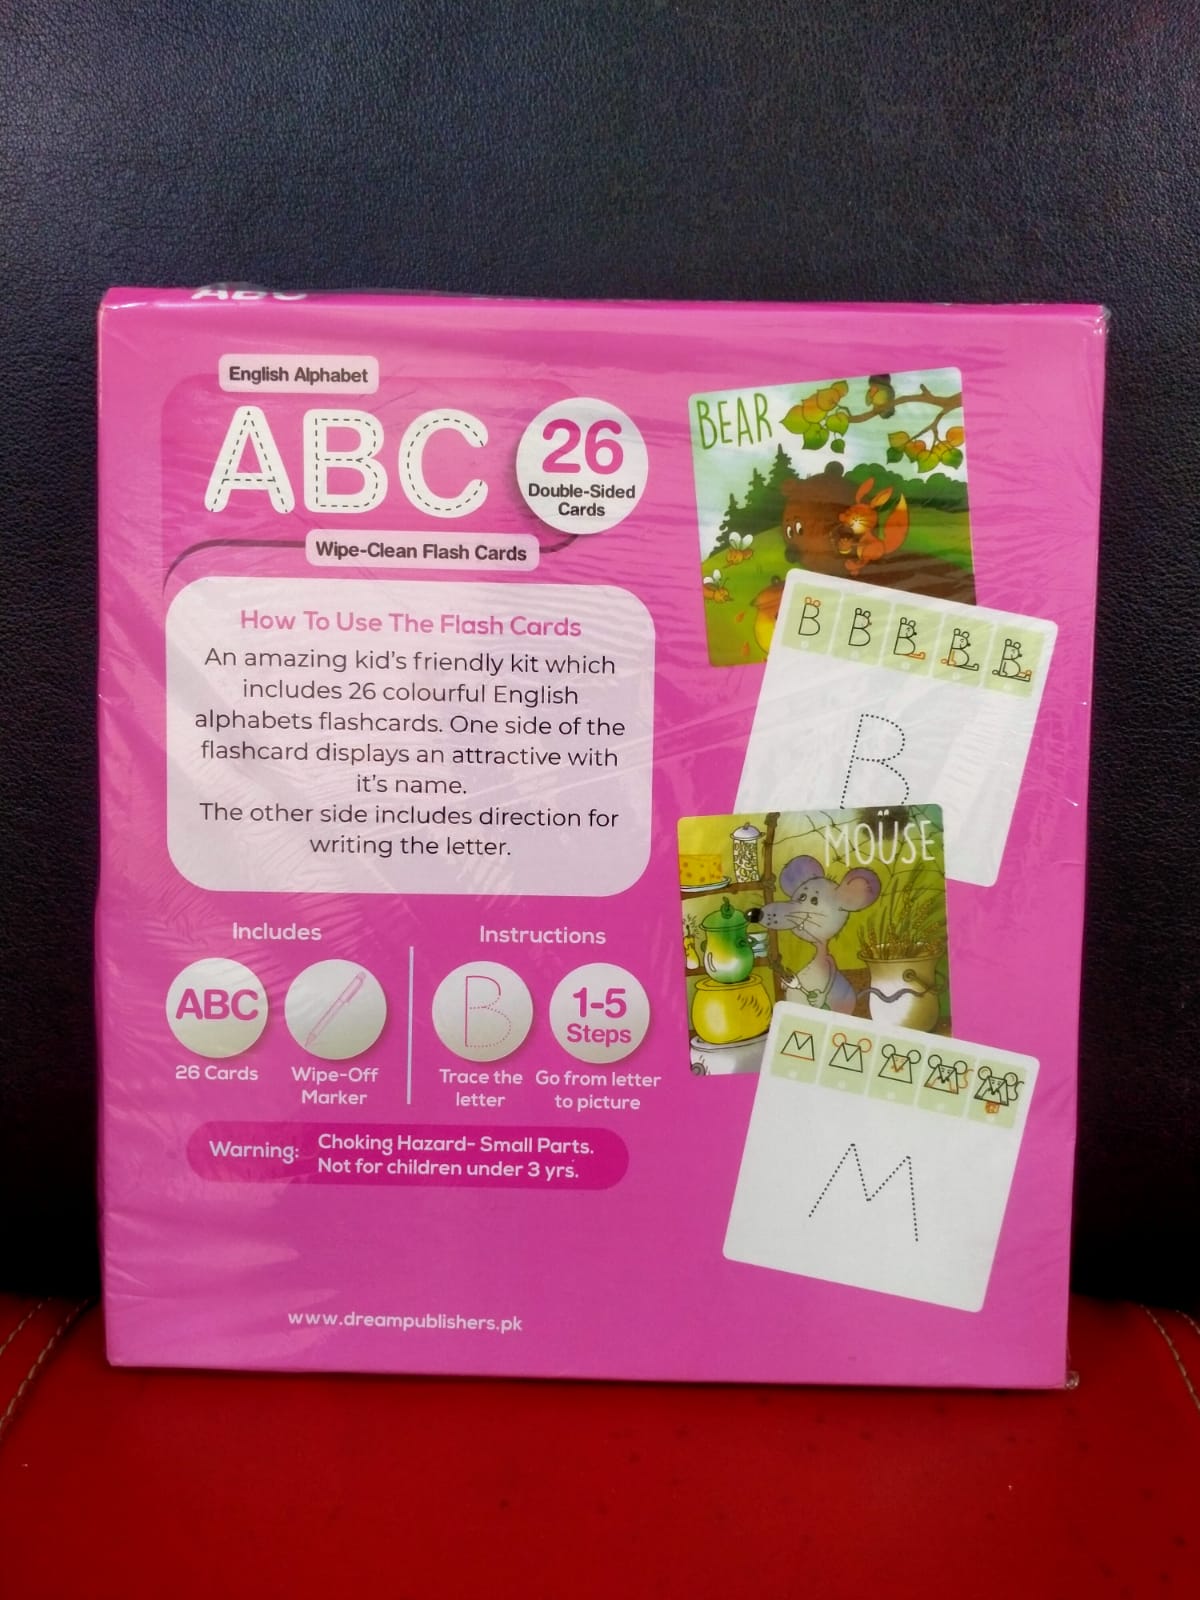 ABC
English Alphabet
ABC
26
Double-Sided
Cards
Wipe-Clean Flash Cards
How To Use The Flash Cards
An amazing kid's friendly kit which
includes 26 colourful English
alphabets flashcards. One side of the
flashcard displays an attractive with
it's name.
The other side includes direction for
writing the letter.
Includes
ABC
26 Cards
Wipe-Off
Marker
Instructions
B
Trace the
letter
1-5
Steps
Go from letter
to picture
Warning: Choking Hazard- Small Parts.
Not for children under 3 yrs.
www.dreampublishers.pk
BEAR
B B B B B
B
MOUSE
M M M M M
M